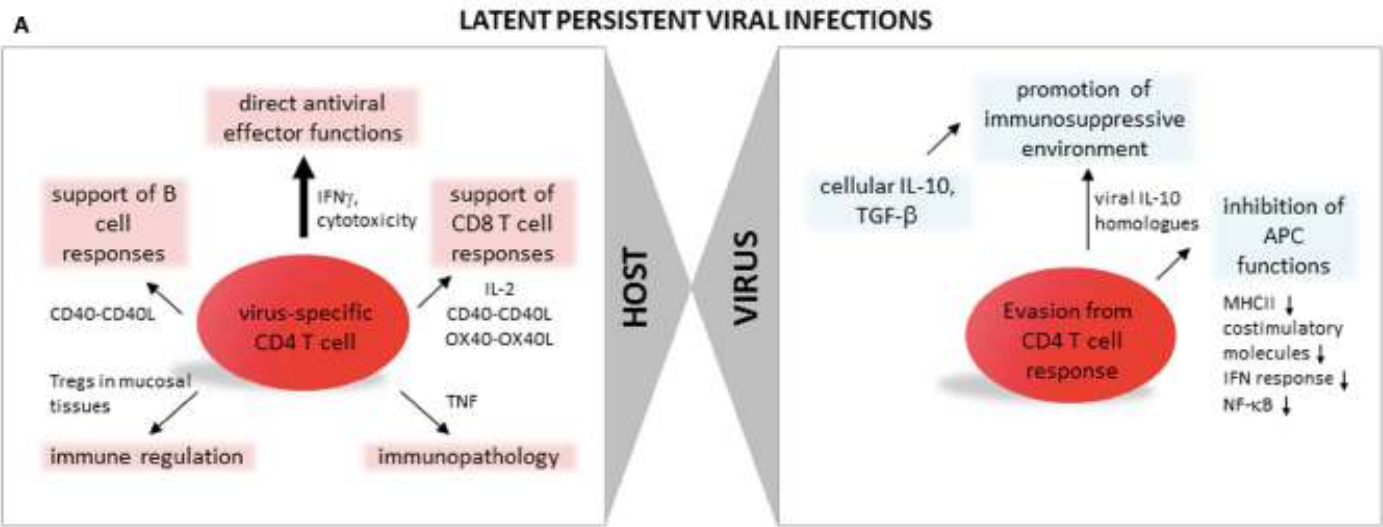 A
LATENT PERSISTENT VIRAL INFECTIONS
direct antiviral
effector functions
support of B
cell
responses
IFNγ,
cytotoxicity
support of
CD8 T cell
responses
CD40-CD40L
virus-specific
CD4 T cell
IL-2
CD40-CD40L
OX40-OX40L
Tregs in mucosal
tissues
TNF
immune regulation
immunopathology
HOST
VIRUS
promotion of
immunosuppressive
environment
cellular IL-10,
TGF-β
viral IL-10
homologues
inhibition of
APC
functions
Evasion from
CD4 T cell
response
MHCII ↓
costimulatory
molecules ↓
IFN response ↓
NF-κB ↓